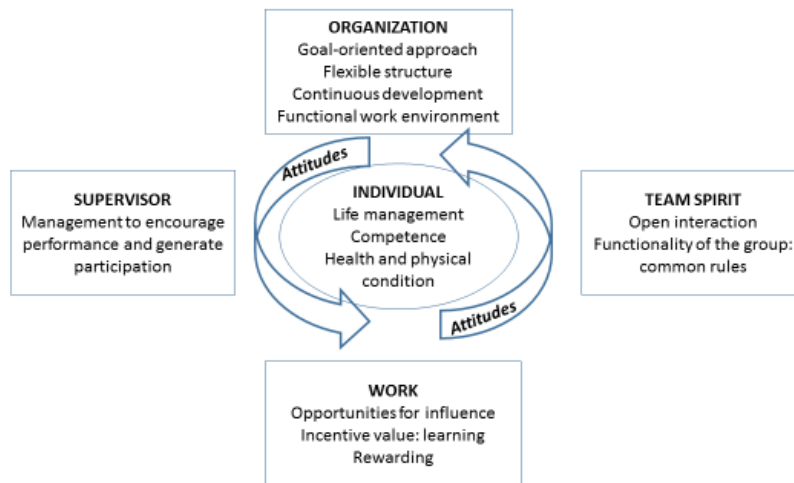 ORGANIZATION
Goal-oriented approach
Flexible structure
Continuous development
Functional work environment
Attitudes
SUPERVISOR
Management to encourage
performance and generate
participation
INDIVIDUAL
Life management
Competence
Health and physical
condition
TEAM SPIRIT
Open interaction
Functionality of the group:
common rules
Attitudes
WORK
Opportunities for influence
Incentive value: learning
Rewarding